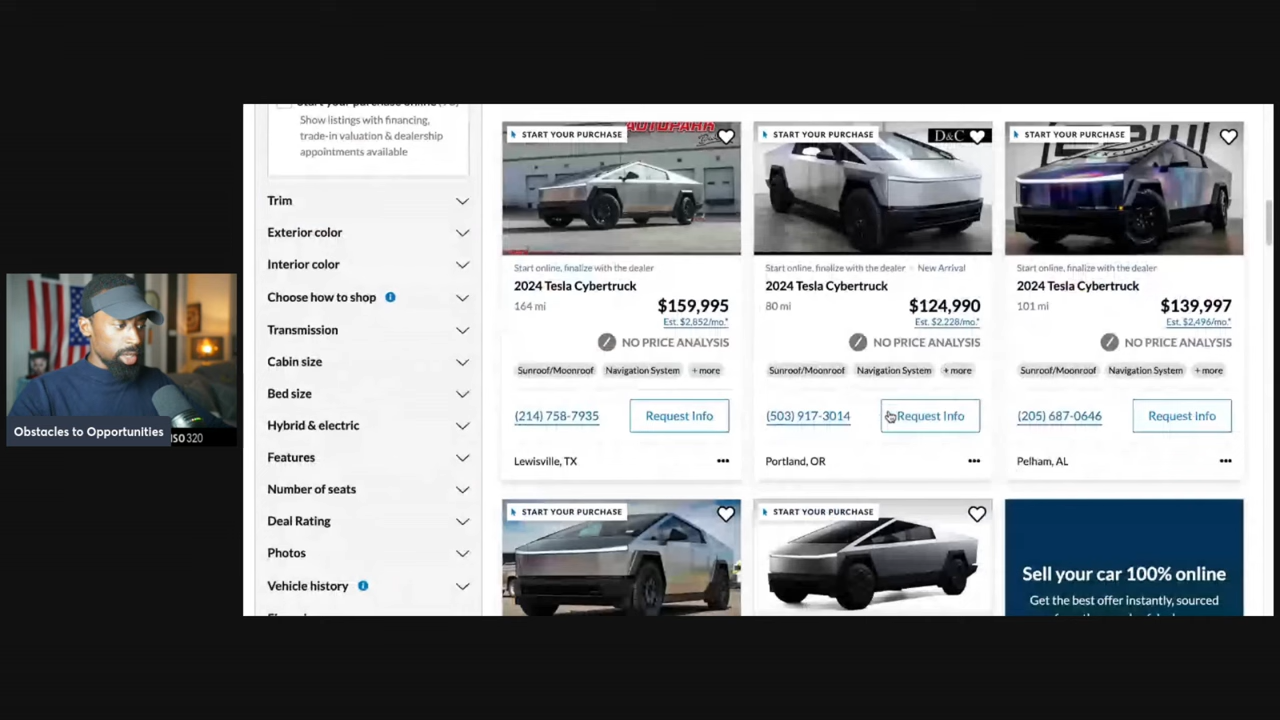 Show listings with financing,
trade-in valuation & dealership
appointments available
Trim
Exterior color
Interior color
Choose how to shop
Transmission
Cabin size
Bed size
Hybrid & electric
Features
Number of seats
Deal Rating
Photos
Vehicle history
START YOUR PURCHASE
AUTOPARK
Start online, finalize with the dealer
2024 Tesla Cybertruck
164 mi
$159,995
Est. $2,852/mo.*
NO PRICE ANALYSIS
Sunroof/Moonroof Navigation System + more
(214) 758-7935
Request Info
Lewisville, TX
START YOUR PURCHASE
D&C
Start online, finalize with the dealer New Arrival
2024 Tesla Cybertruck
80 mi
$124,990
Est. $2,228/mo.*
NO PRICE ANALYSIS
Sunroof/Moonroof Navigation System + more
(503) 917-3014
Request Info
Portland, OR
START YOUR PURCHASE
Start online, finalize with the dealer
2024 Tesla Cybertruck
101 mi
$139,997
Est. $2,496/mo.*
NO PRICE ANALYSIS
Sunroof/Moonroof Navigation System + more
(205) 687-0646
Request Info
Pelham, AL
START YOUR PURCHASE
START YOUR PURCHASE
Sell your car 100% online
Get the best offer instantly, sourced
Obstacles to Opportunities
ISO 320